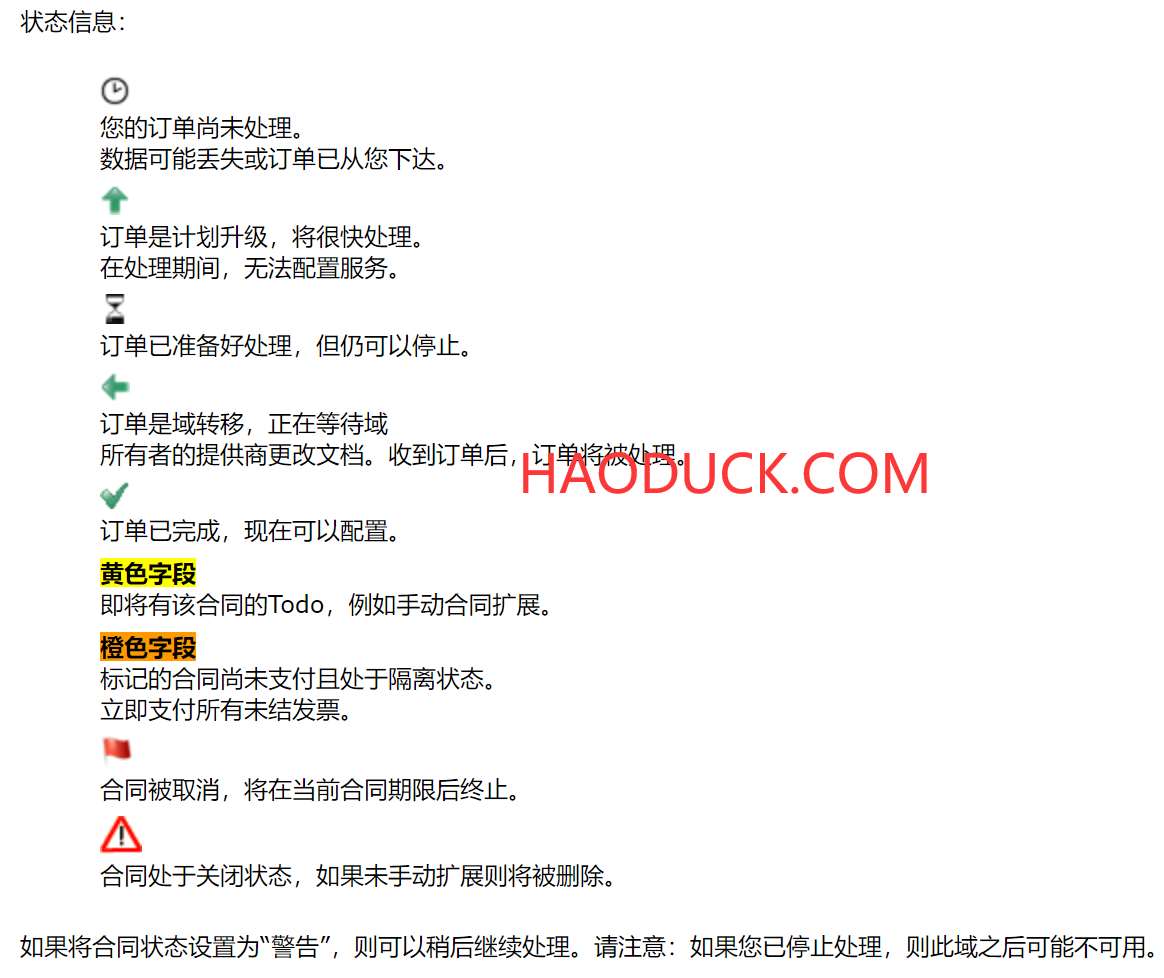 状态信息：
您的订单尚未处理。
数据可能丢失或订单已从您下达。
订单是计划升级，将很快处理。
在处理期间，无法配置服务。
订单已准备好处理，但仍可以停止。
订单是域转移，正在等待域
所有者的提供商更改文档。收到订单后，订单将被处理。
HAODUCK.COM
订单已完成，现在可以配置。
黄色字段
即将有该合同的Todo，例如手动合同扩展。
橙色字段
标记的合同尚未支付且处于隔离状态。
立即支付所有未结发票。
合同被取消，将在当前合同期限后终止。
合同处于关闭状态，如果未手动扩展则将被删除。
如果将合同状态设置为“警告”，则可以稍后继续处理。请注意：如果您已停止处理，则此域之后可能不可用。